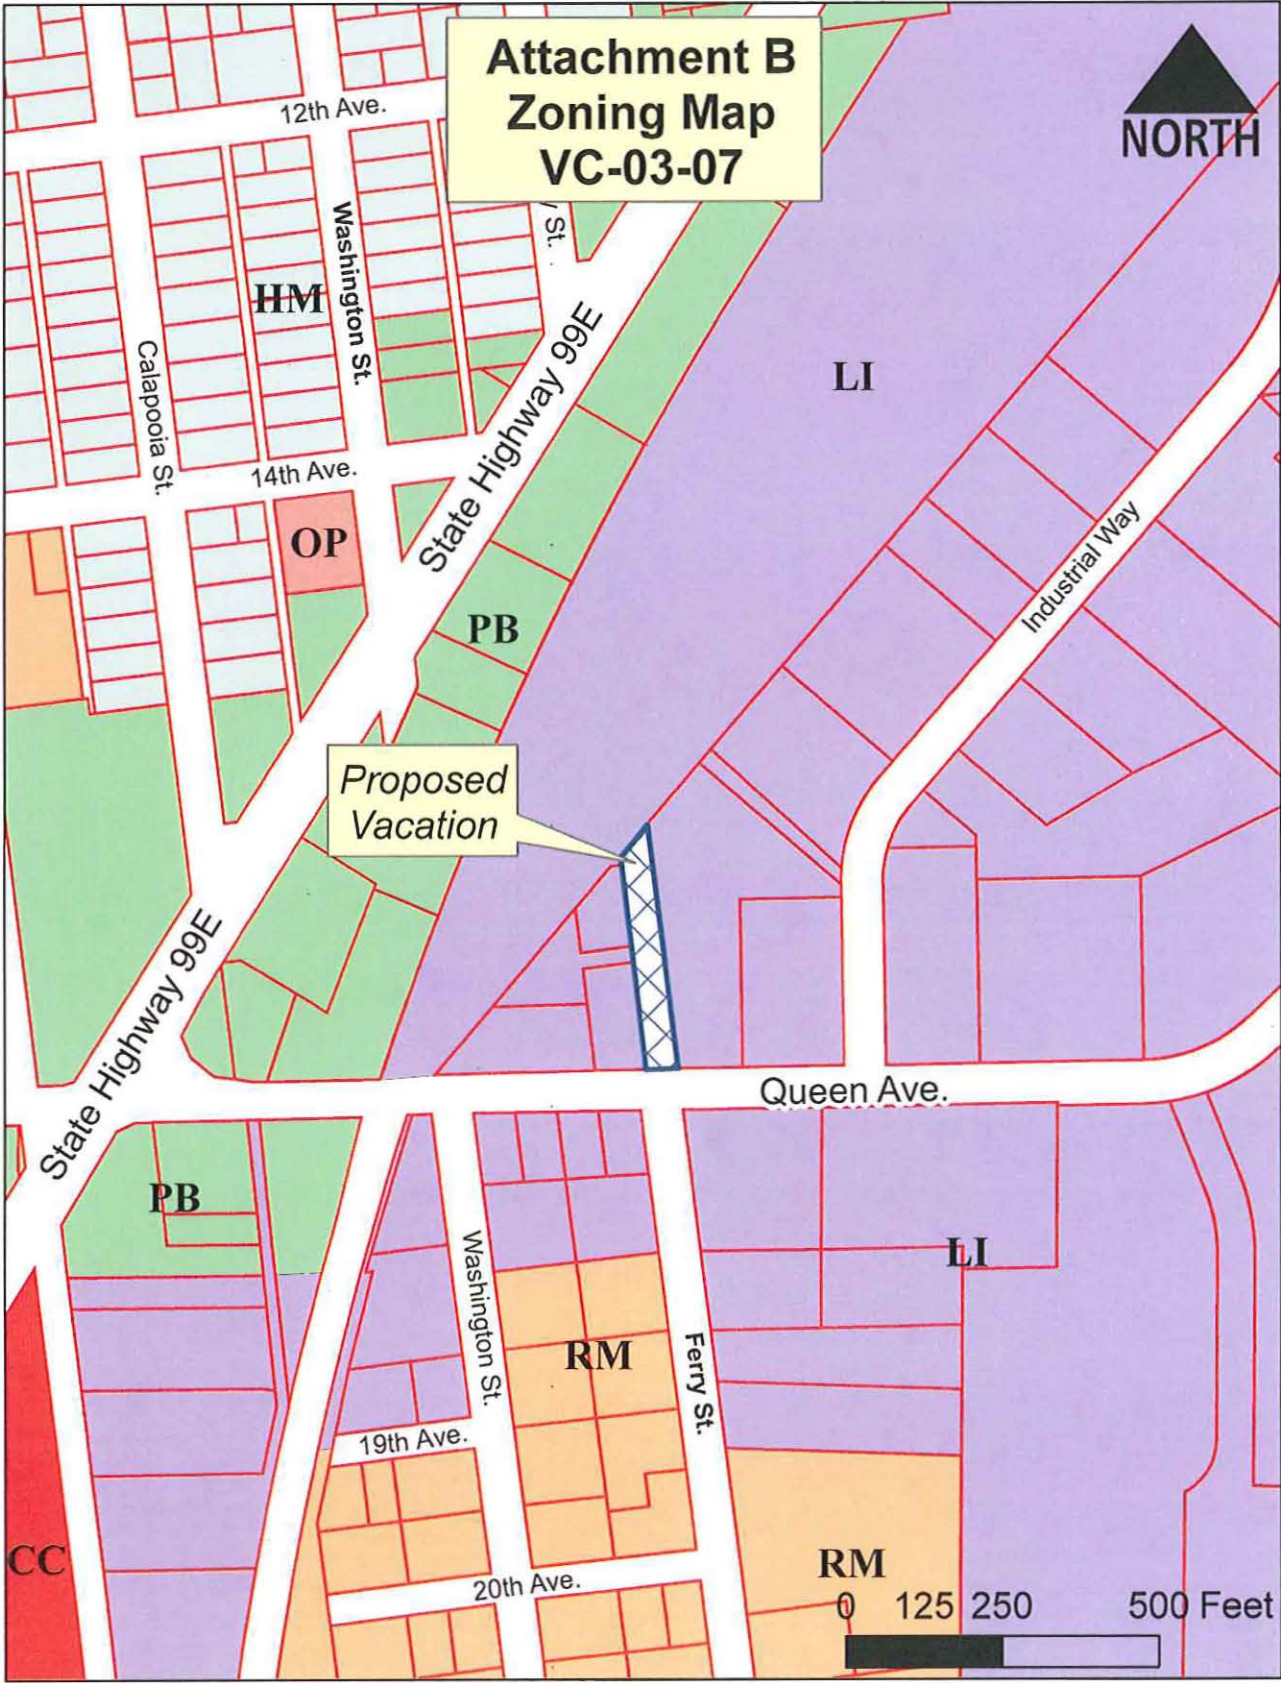 Attachment B
Zoning Map
VC-03-07
NORTH
12th Ave.
Washington St.
St.
HM
Calapooia St.
State Highway 99E
LI
14th Ave.
OP
Industrial Way
PB
Proposed
Vacation
State Highway 99E
Queen Ave.
PB
LI
Washington St.
RM
Ferry St.
19th Ave.
CC
RM
20th Ave.
0 125 250 500 Feet